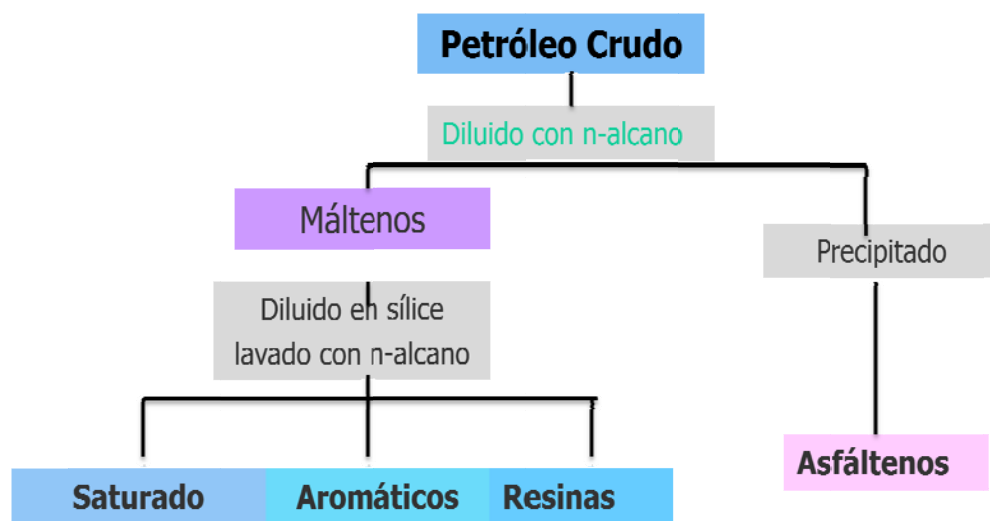 Petróleo Crudo
Diluido con n-alcano
Máltenos
Precipitado
Diluido en sílice
lavado con n-alcano
Asfáltenos
Saturado
Aromáticos
Resinas